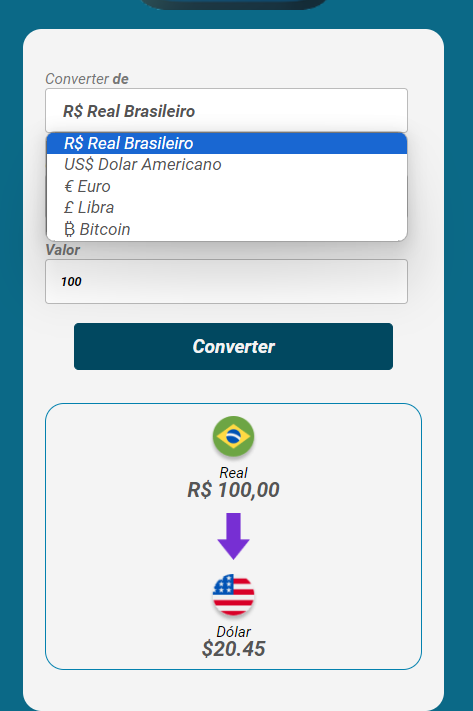 Converter de
R$ Real Brasileiro
R$ Real Brasileiro
US$ Dolar Americano
€ Euro
£ Libra
₿ Bitcoin
Valor
100
Converter
Real
R$ 100,00
Dólar
$20.45